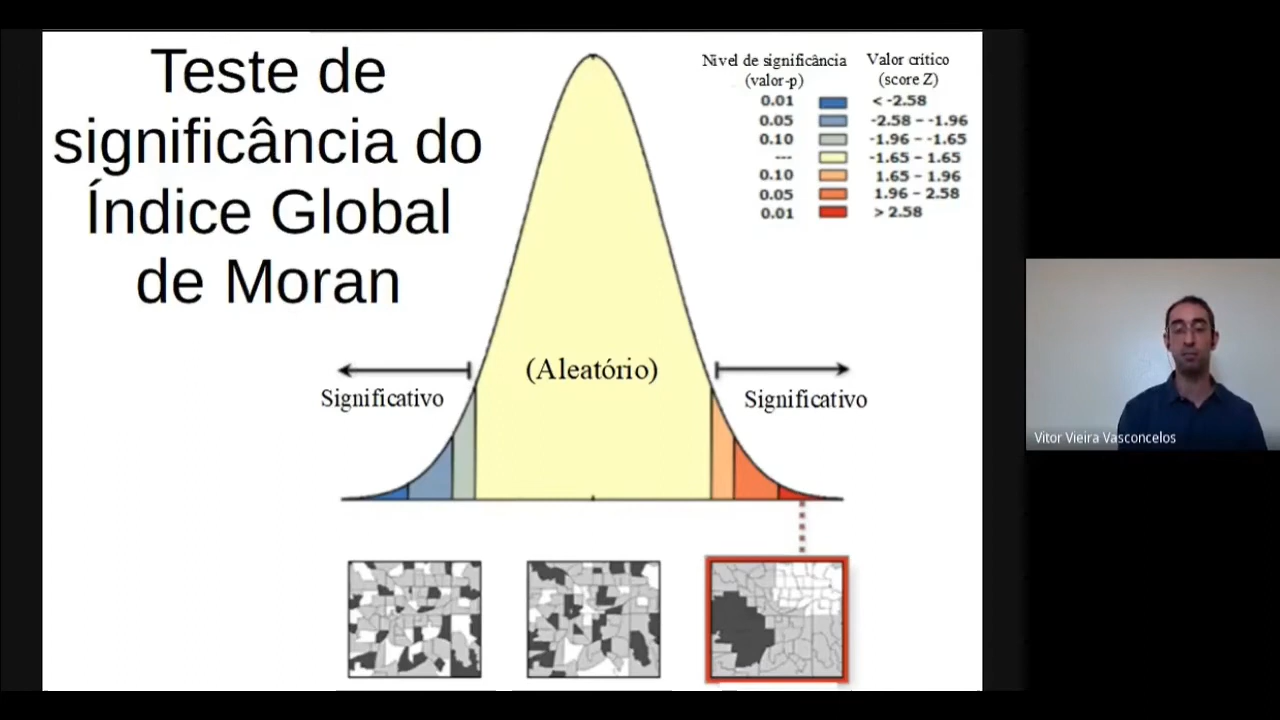 Teste de
significância do
Índice Global
de Moran
Nivel de significância
(valor-p)
Valor crítico
(score Z)
0.01 < -2.58
0.05 -2.58 – -1.96
0.10 -1.96 – -1.65
--- -1.65 – 1.65
0.10 1.65 – 1.96
0.05 1.96 – 2.58
0.01 > 2.58
(Aleatório)
Significativo
Significativo
Vitor Vieira Vasconcelos